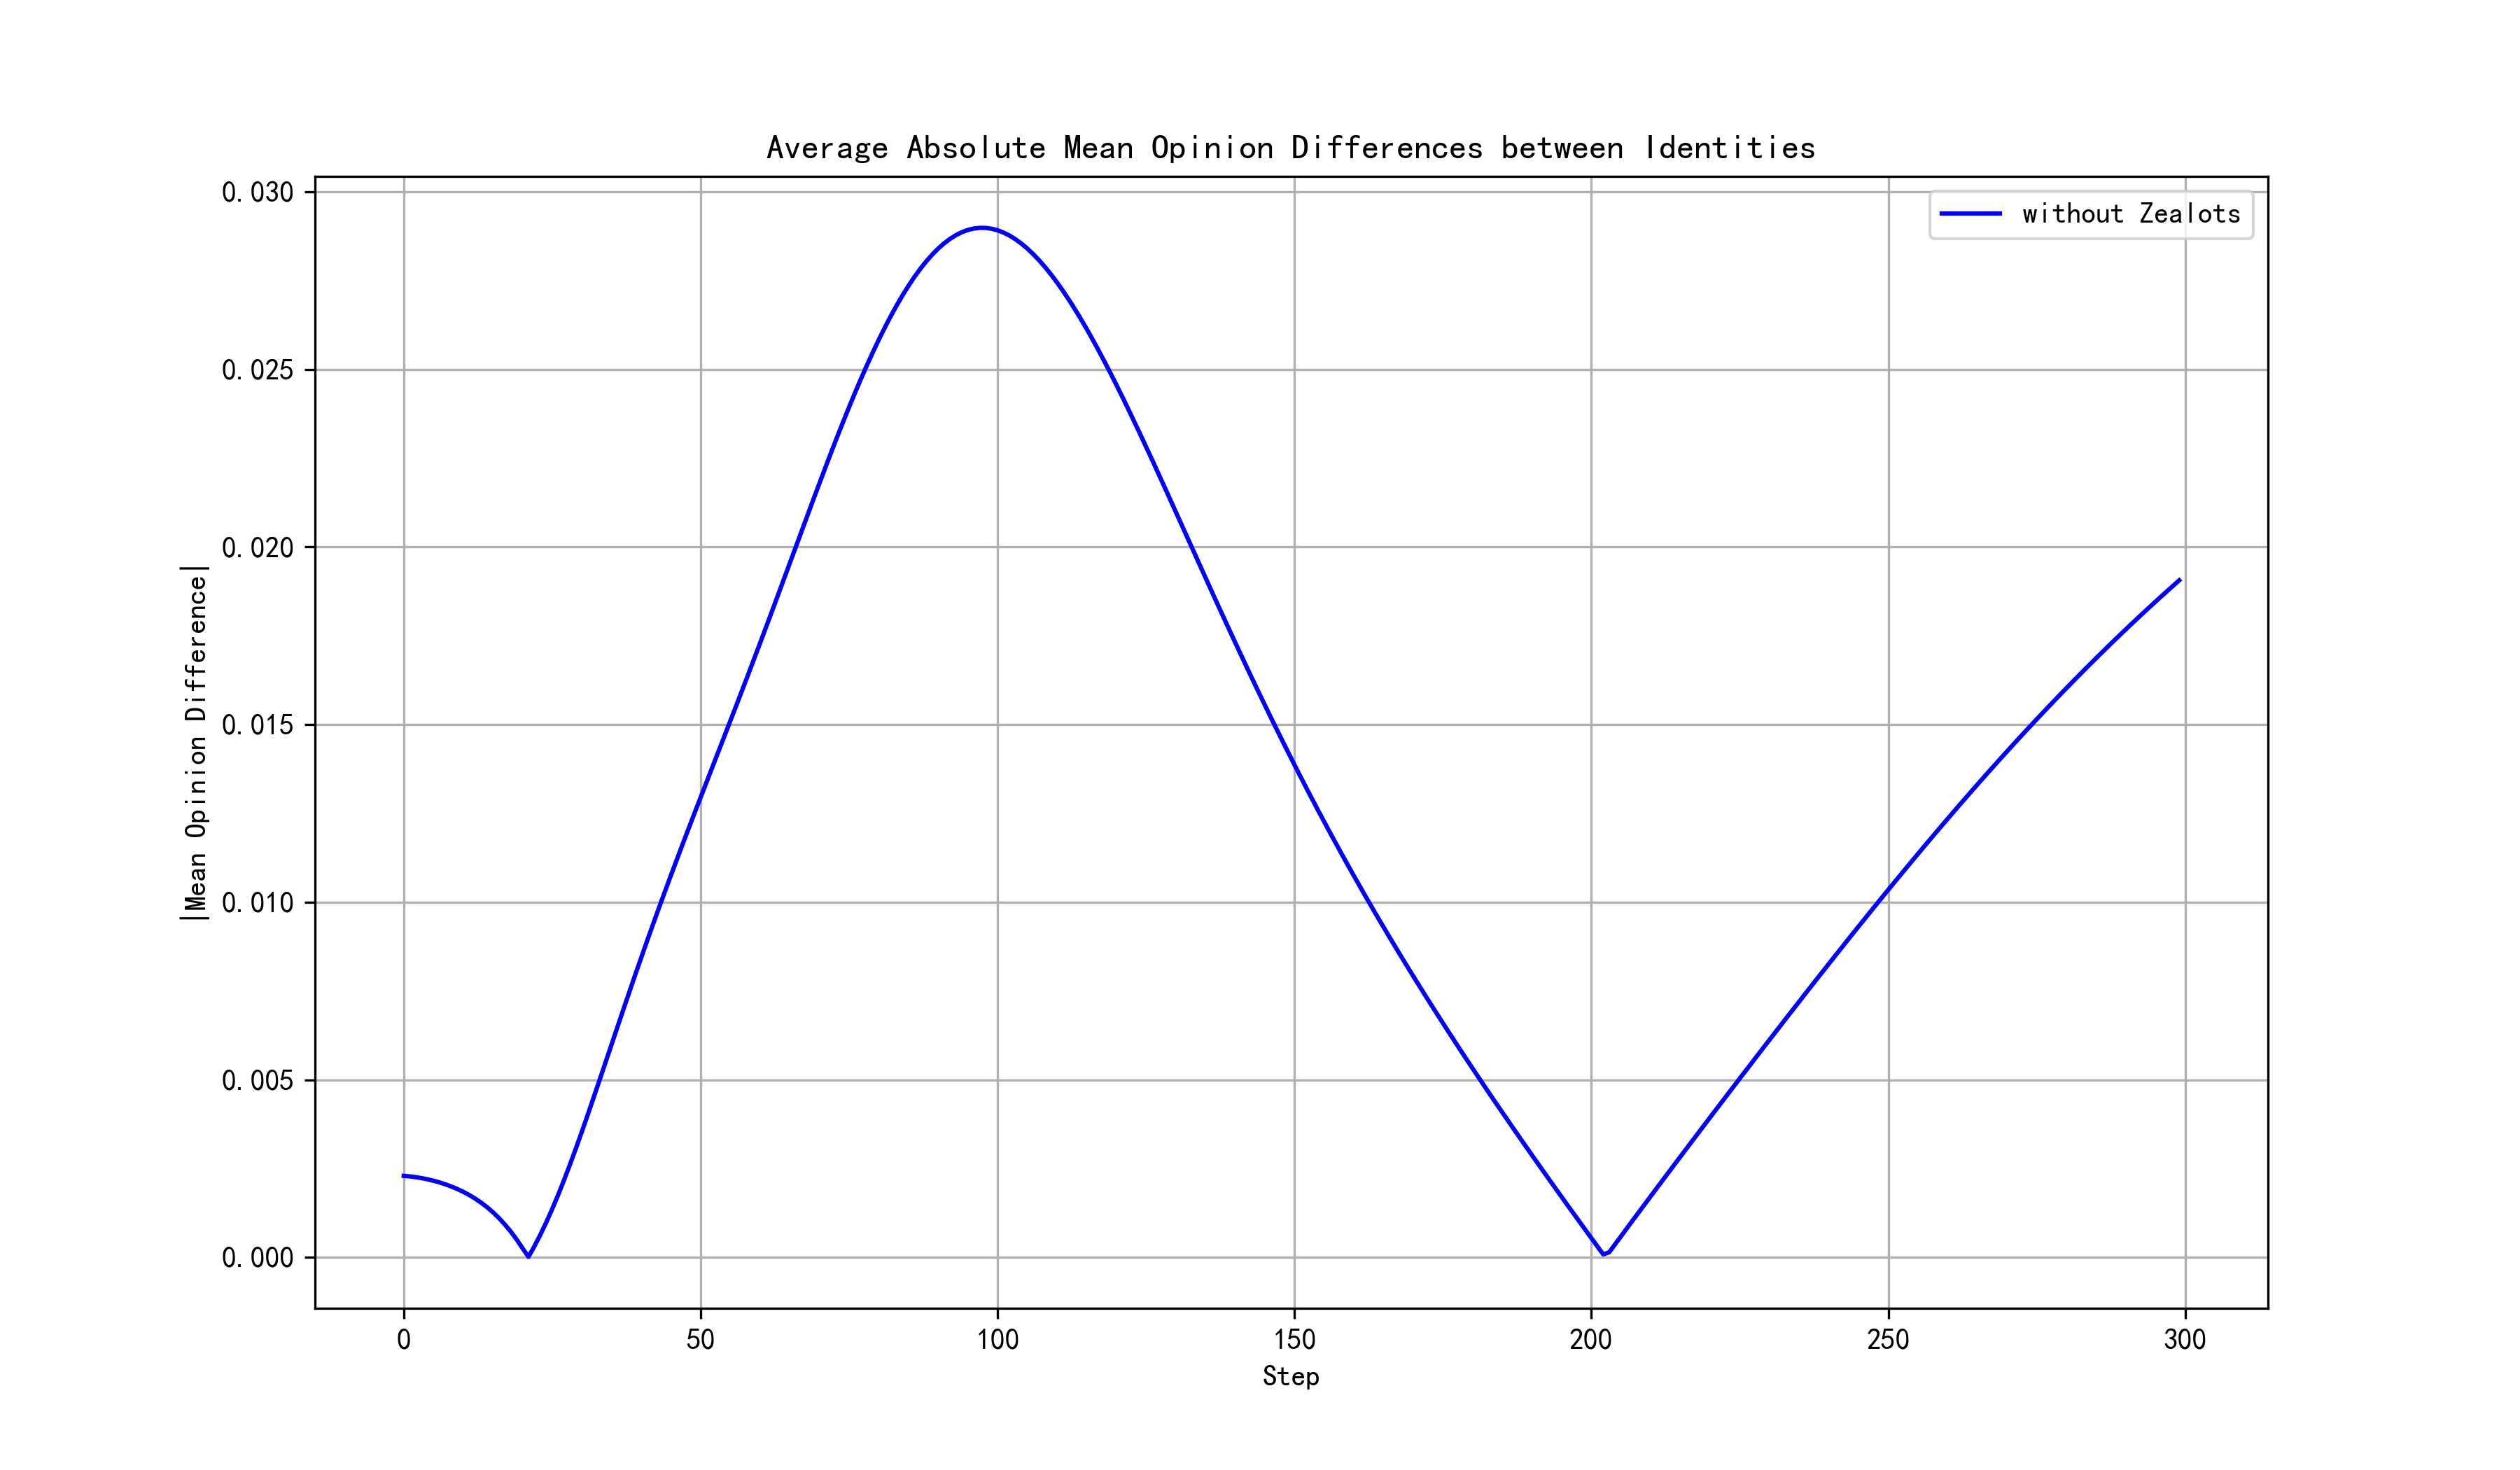 Average Absolute Mean Opinion Differences between Identities
without Zealots
|Mean Opinion Difference|
0.030
0.025
0.020
0.015
0.010
0.005
0.000
0 50 100 150 200 250 300
Step